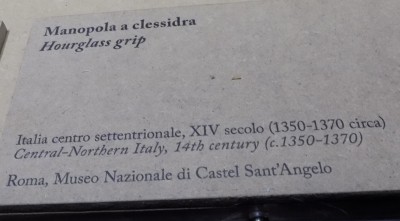 Manopola a clessidra
Hourglass grip
Italia centro settentrionale, XIV secolo (1350-1370 circa)
Central-Northern Italy, 14th century (c.1350-1370)
Roma, Museo Nazionale di Castel Sant'Angelo